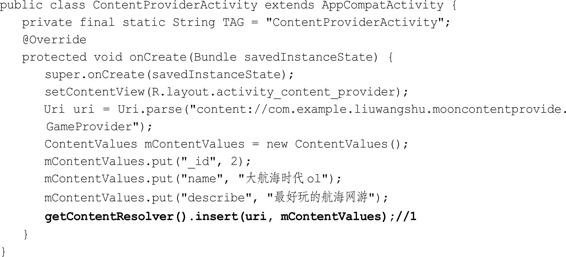 public class ContentProviderActivity extends AppCompatActivity {
private final static String TAG = "ContentProviderActivity";
@Override
protected void onCreate(Bundle savedInstanceState) {
super.onCreate(savedInstanceState);
setContentView(R.layout.activity_content_provider);
Uri uri = Uri.parse("content://com.example.liuwangshu.mooncontentprovide.
GameProvider");
ContentValues mContentValues = new ContentValues();
mContentValues.put("_id", 2);
mContentValues.put("name", "大航海时代ol");
mContentValues.put("describe", "最好玩的航海网游");
getContentResolver().insert(uri, mContentValues);//1
}
}